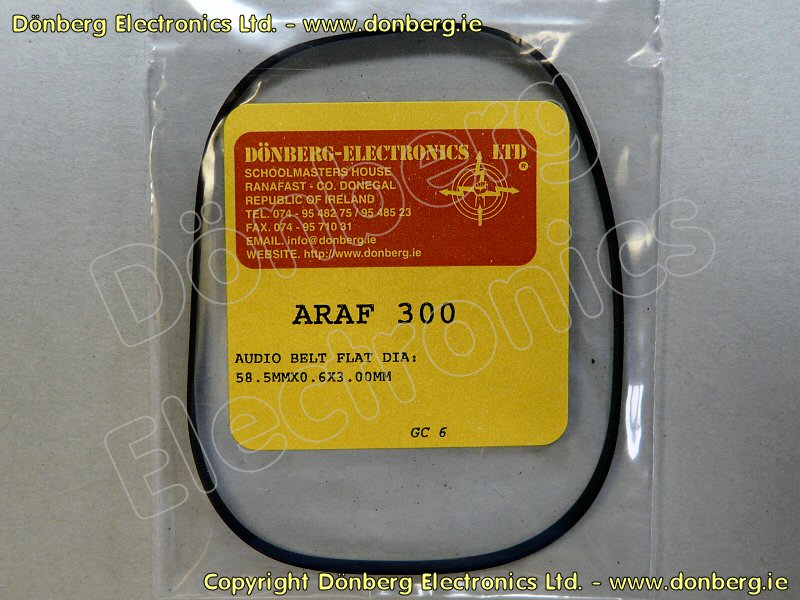 Dönberg Electronics Ltd. - www.dönberg.ie
DÖNBERG-ELECTRONICS LTD
SCHOOLMASTERS HOUSE
RANAFAST - CO. DONEGAL
REPUBLIC OF IRELAND
TEL. 074 - 95 482 75 / 95 485 23
FAX. 074 - 95 710 31
EMAIL. info@donberg.ie
WEBSITE. http://www.donberg.ie
ARAF 300
AUDIO BELT FLAT DIA:
58.5MMX0.6X3.00MM
GC 6
Dönberg
Electronics
Copyright Dönberg Electronics Ltd. - www.dönberg.ie